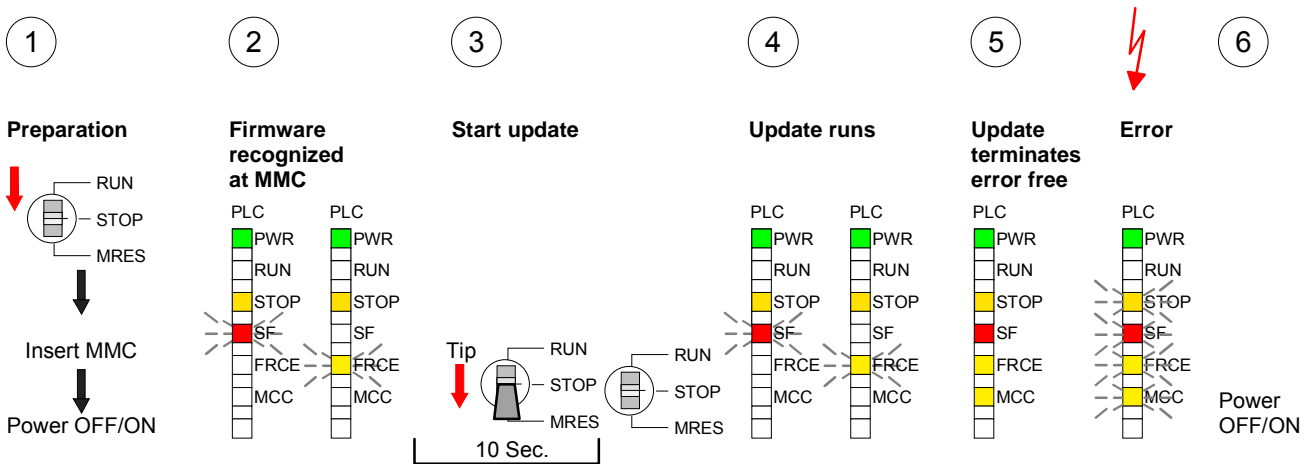 1
Preparation
RUN
STOP
MRES
Insert MMC
Power OFF/ON
2
Firmware
recognized
at MMC
PLC
PWR
RUN
STOP
SF
FRCE
MCC
PLC
PWR
RUN
STOP
SF
FRCE
MCC
3
Start update
Tip
RUN
STOP
MRES
10 Sec.
RUN
STOP
MRES
4
Update runs
PLC
PWR
RUN
STOP
SF
FRCE
MCC
PLC
PWR
RUN
STOP
SF
FRCE
MCC
5
Update
terminates
error free
PLC
PWR
RUN
STOP
SF
FRCE
MCC
Error
PLC
PWR
RUN
STOP
SF
FRCE
MCC
6
Power
OFF/ON